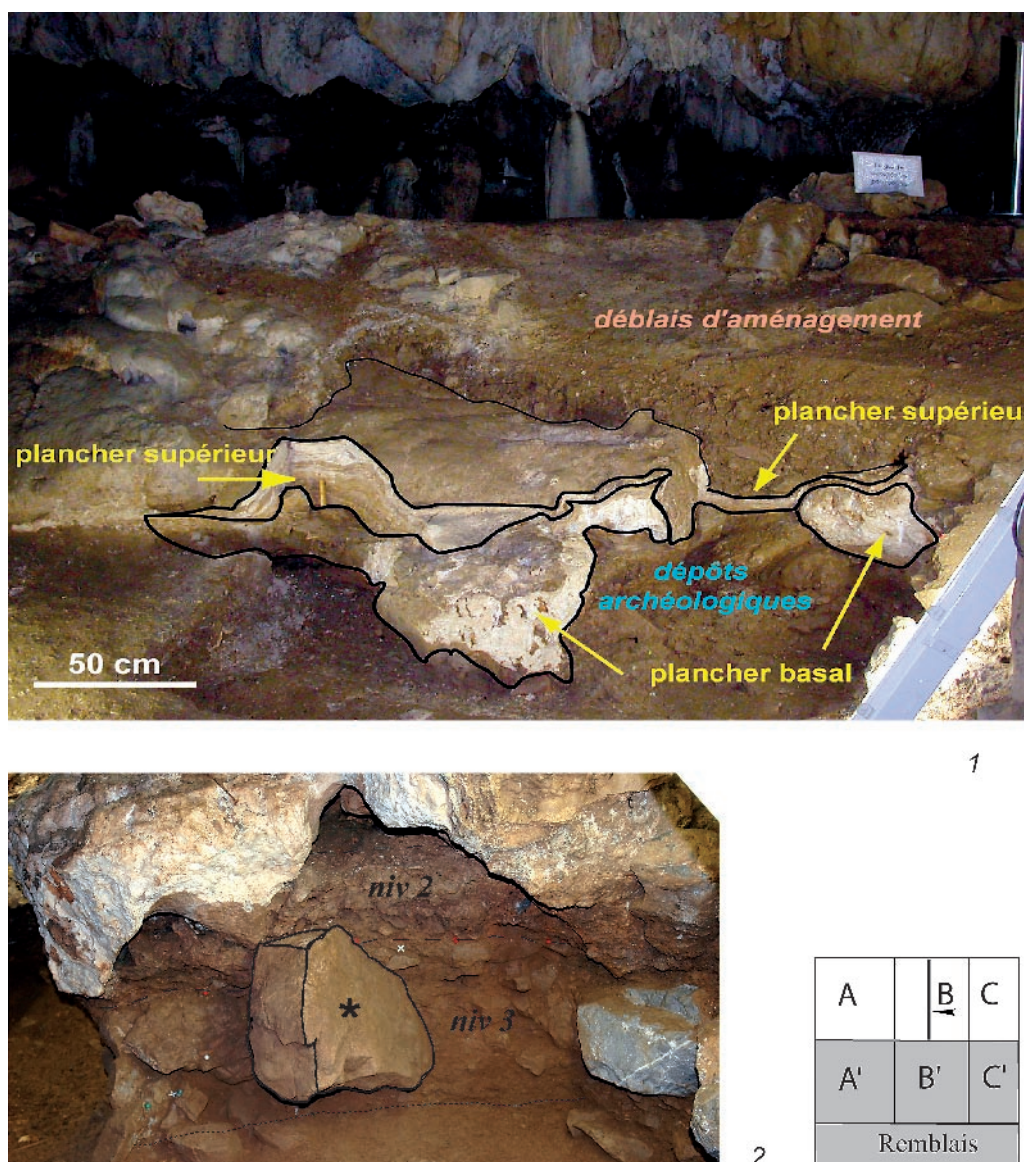 déblais d'aménagement
plancher supérieu
plancher supérieur
dépôts
archéologiques
plancher basal
50 cm
1
niv 2
*
niv 3
2
A B C
A' B' C'
Remblais